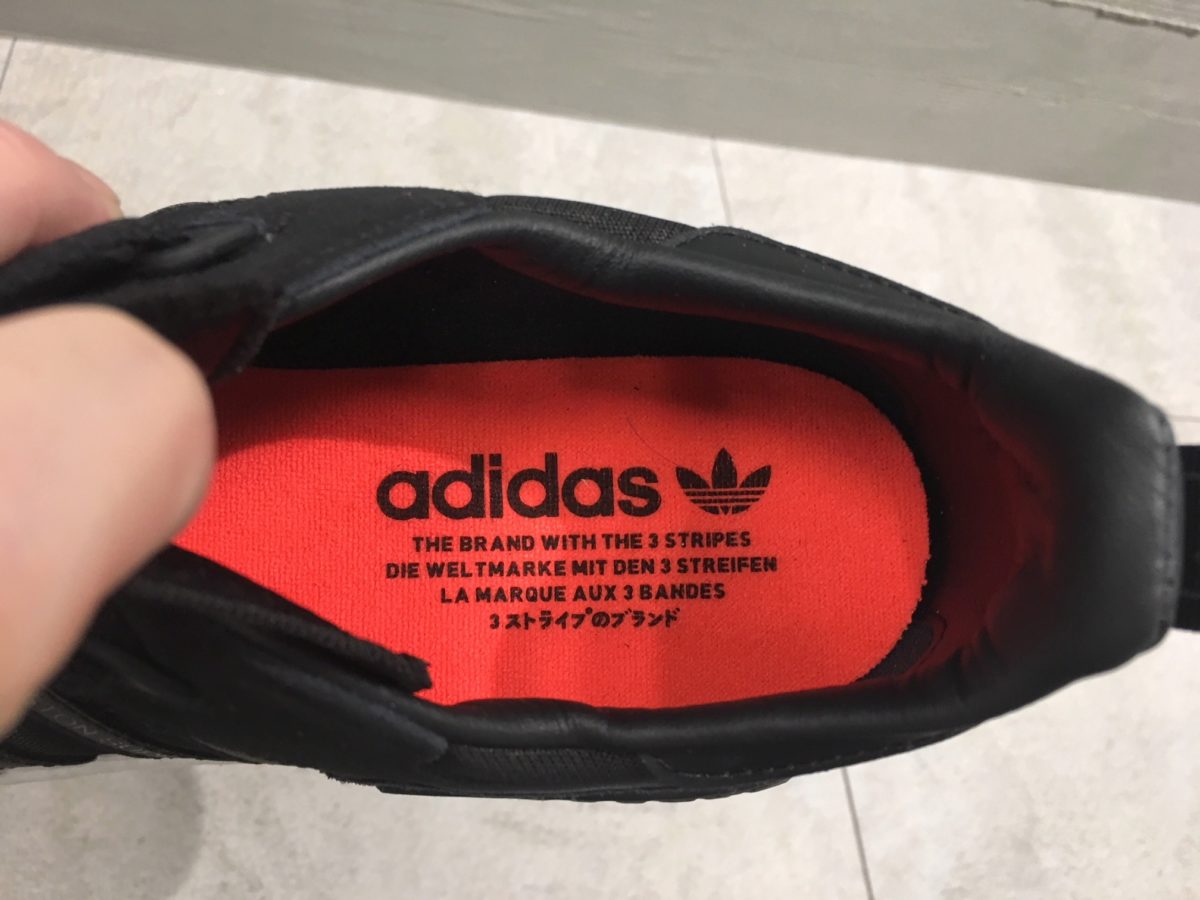 adidas
THE BRAND WITH THE 3 STRIPES
DIE WELTMARKE MIT DEN 3 STREIFEN
LA MARQUE AUX 3 BANDES
3ストライプのブランド